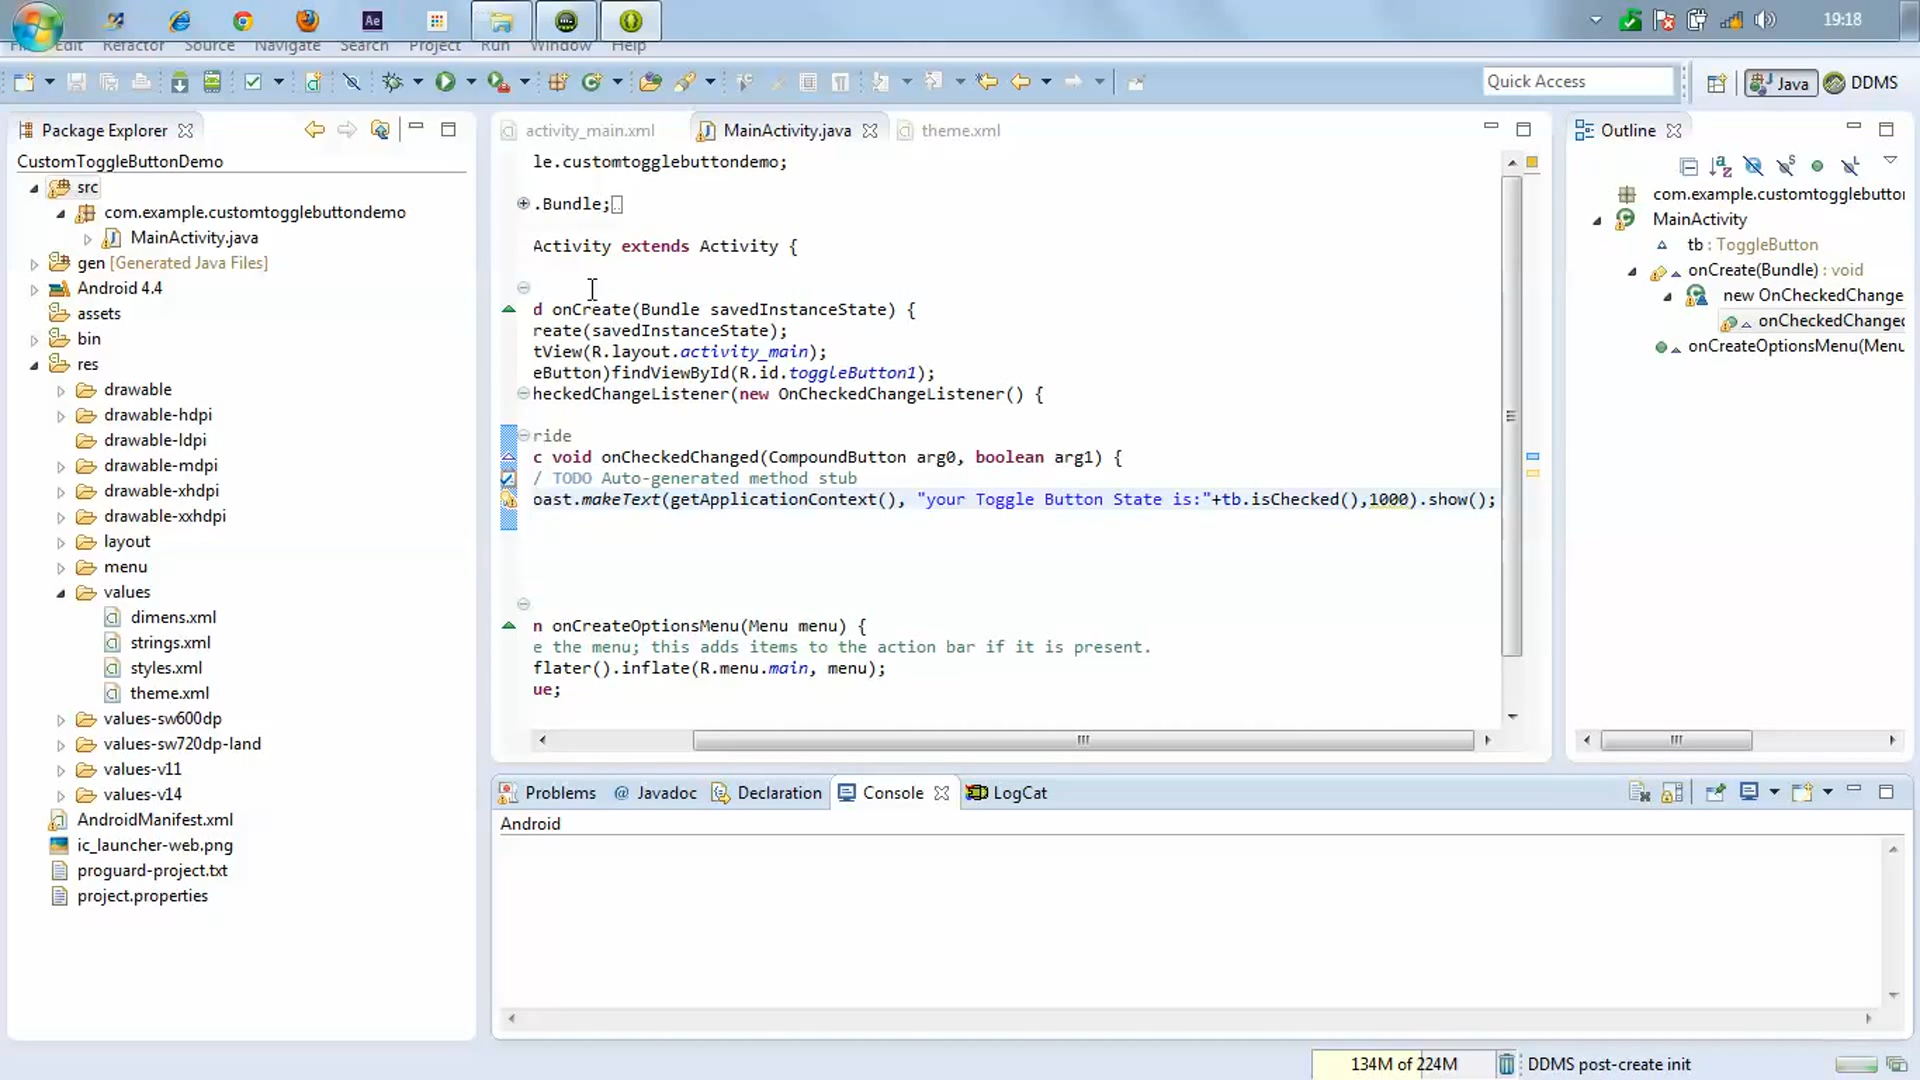 Ae
19:18
Edit Refactor Source Navigate Search Project Run Window Help
Quick Access
Java
DDMS
Package Explorer
CustomToggleButtonDemo
src
com.example.customtogglebuttondemo
MainActivity.java
gen [Generated Java Files]
Android 4.4
assets
bin
res
drawable
drawable-hdpi
drawable-ldpi
drawable-mdpi
drawable-xhdpi
drawable-xxhdpi
layout
menu
values
dimens.xml
strings.xml
styles.xml
theme.xml
values-sw600dp
values-sw720dp-land
values-v11
values-v14
AndroidManifest.xml
ic_launcher-web.png
proguard-project.txt
project.properties
activity_main.xml
MainActivity.java
theme.xml
le.customtogglebuttondemo;
.Bundle;
Activity extends Activity {
d onCreate(Bundle savedInstanceState) {
reate(savedInstanceState);
tView(R.layout.activity_main);
eButton)findViewById(R.id.toggleButton1);
heckedChangeListener(new OnCheckedChangeListener() {
ride
c void onCheckedChanged(CompoundButton arg0, boolean arg1) {
/ TODO Auto-generated method stub
oast.makeText(getApplicationContext(), "your Toggle Button State is:"+tb.isChecked(),1000).show();
n onCreateOptionsMenu(Menu menu) {
e the menu; this adds items to the action bar if it is present.
flater().inflate(R.menu.main, menu);
ue;
Outline
com.example.customtogglebutton
MainActivity
tb : ToggleButton
onCreate(Bundle) : void
new OnCheckedChange
onCheckedChanged
onCreateOptionsMenu(Menu
Problems
@ Javadoc
Declaration
Console
LogCat
Android
134M of 224M
DDMS post-create init